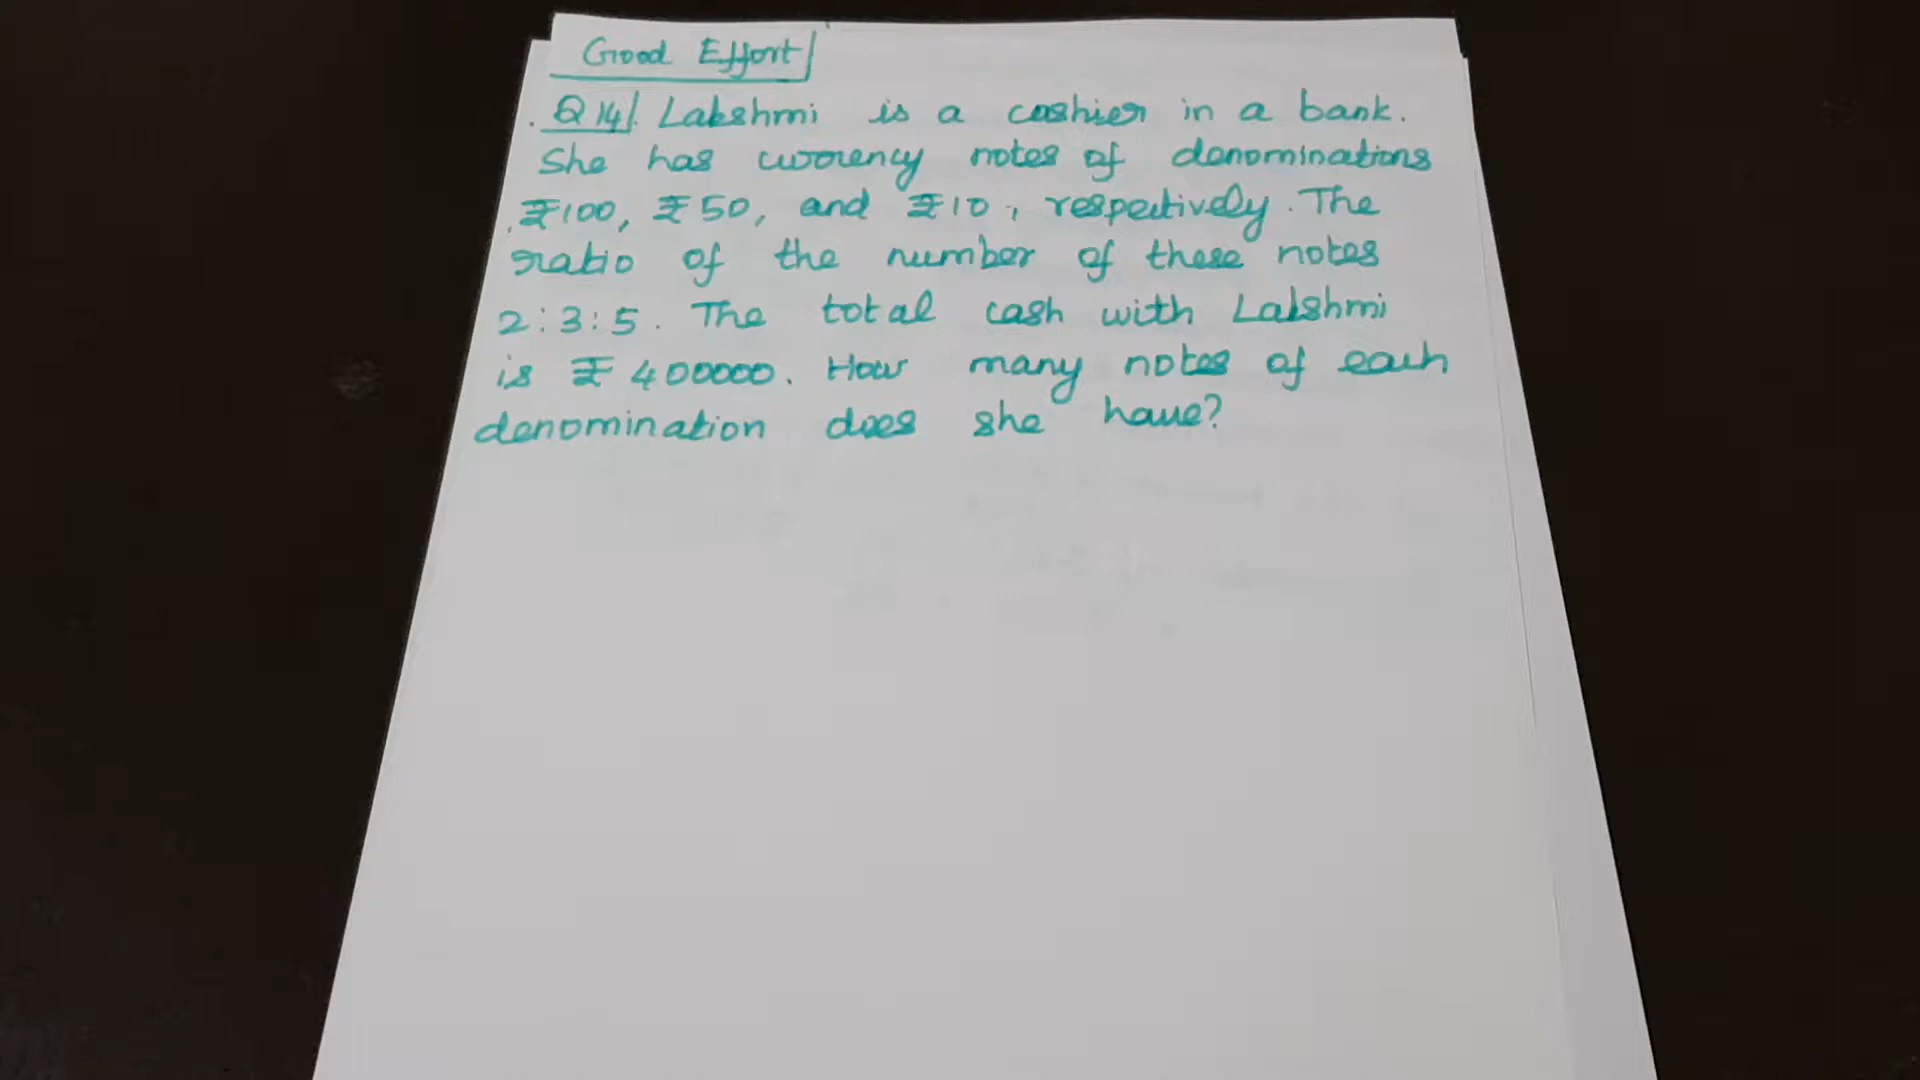 Good Effort
Q 14. Lakshmi is a cashier in a bank.
She has currency notes of denominations
₹100, ₹50, and ₹10, respectively. The
ratio of the number of these notes
2:3:5. The total cash with Lakshmi
is ₹ 400000. How many notes of each
denomination does she have?